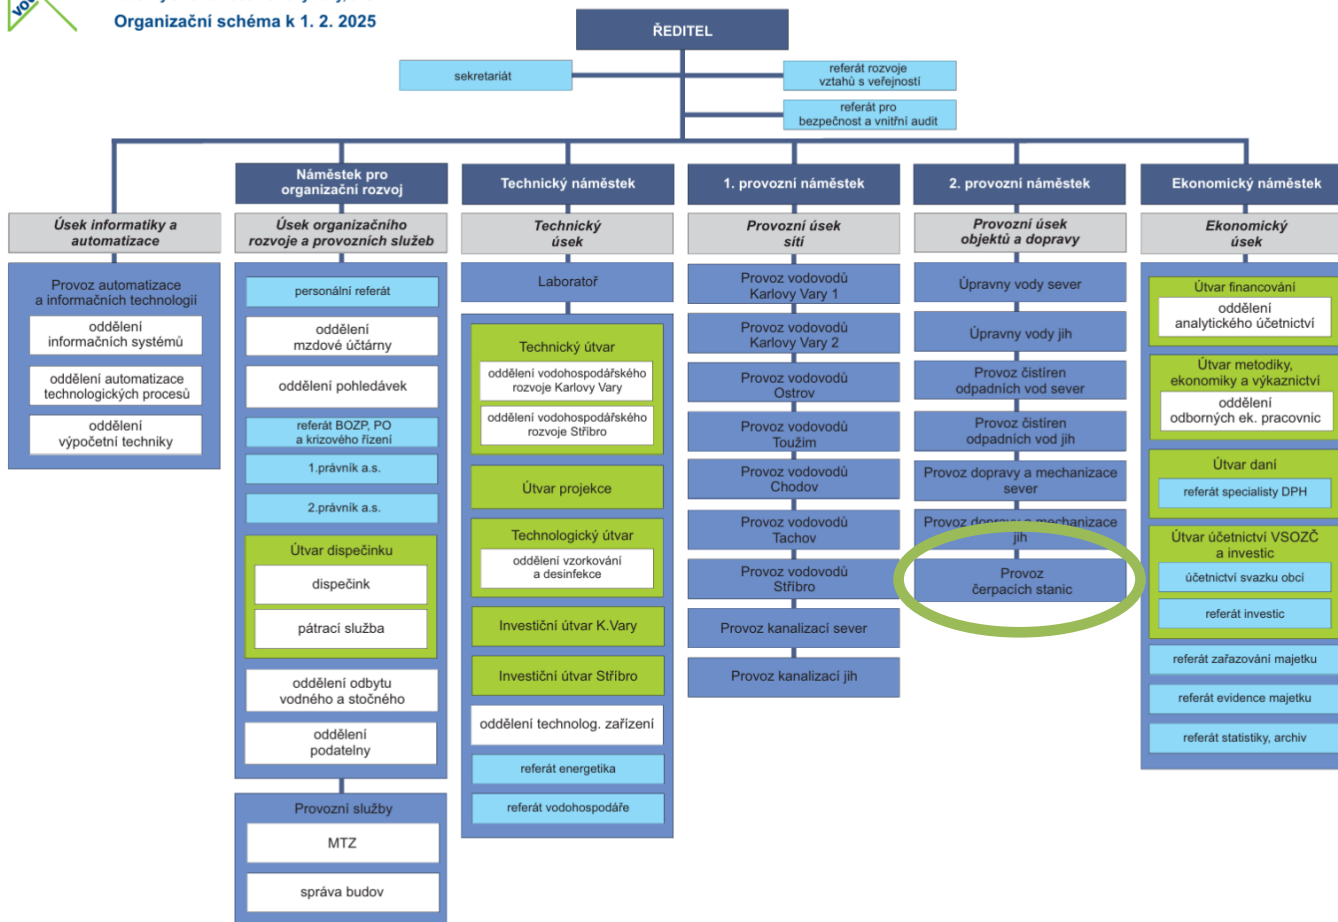 Organizační schéma k 1. 2. 2025
ŘEDITEL
sekretariát
referát rozvoje
vztahů s veřejností
referát pro
bezpečnost a vnitřní audit
Úsek informatiky a
automatizace
Provoz automatizace
a informačních technologií
oddělení
informačních systémů
oddělení automatizace
technologických procesů
oddělení
výpočetní techniky
Náměstek pro
organizační rozvoj
Úsek organizačního
rozvoje a provozních služeb
personální referát
oddělení
mzdové účtárny
oddělení pohledávek
referát BOZP, PO
a krizového řízení
1.právník a.s.
2.právník a.s.
Útvar dispečinku
dispečink
pátrací služba
oddělení odbytu
vodného a stočného
oddělení
podatelny
Provozní služby
MTZ
správa budov
Technický náměstek
Technický
úsek
Laboratoř
Technický útvar
oddělení vodohospodářského
rozvoje Karlovy Vary
oddělení vodohospodářského
rozvoje Stříbro
Útvar projekce
Technologický útvar
oddělení vzorkování
a desinfekce
Investiční útvar K.Vary
Investiční útvar Stříbro
oddělení technolog. zařízení
referát energetika
referát vodohospodáře
1. provozní náměstek
Provozní úsek
sítí
Provoz vodovodů
Karlovy Vary 1
Provoz vodovodů
Karlovy Vary 2
Provoz vodovodů
Ostrov
Provoz vodovodů
Toužim
Provoz vodovodů
Chodov
Provoz vodovodů
Tachov
Provoz vodovodů
Stříbro
Provoz kanalizací sever
Provoz kanalizací jih
2. provozní náměstek
Provozní úsek
objektů a dopravy
Úpravny vody sever
Úpravny vody jih
Provoz čistíren
odpadních vod sever
Provoz čistíren
odpadních vod jih
Provoz dopravy a mechanizace
sever
Provoz dopravy a mechanizace
jih
Provoz
čerpacích stanic
Ekonomický náměstek
Ekonomický
úsek
Útvar financování
oddělení
analytického účetnictví
Útvar metodiky,
ekonomiky a výkaznictví
oddělení
odborných ek. pracovnic
Útvar daní
referát specialisty DPH
Útvar účetnictví VSOZČ
a investic
účetnictví svazku obcí
referát investic
referát zařazování majetku
referát evidence majetku
referát statistiky, archiv